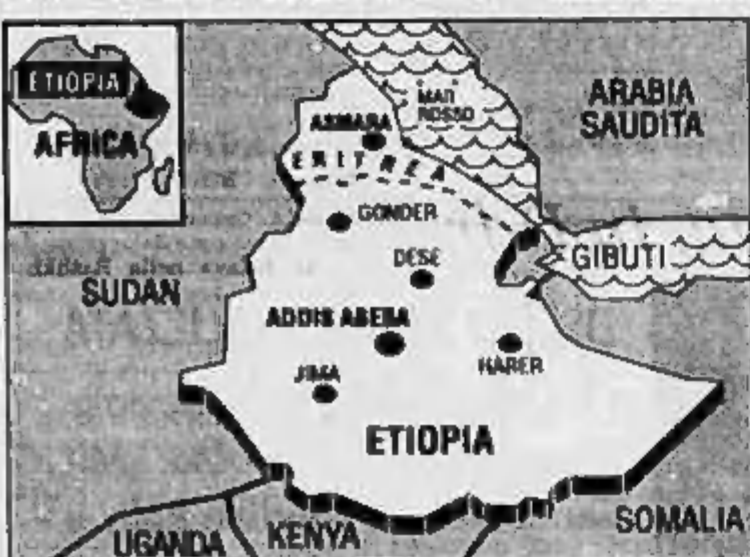 ETIOPIA
AFRICA
MAR
ROSSO
ARABIA
SAUDITA
ASMARA
ERITREA
GONDER
DESE
GIBUTI
SUDAN
ADDIS ABEBA
HARER
JIMA
ETIOPIA
SOMALIA
UGANDA
KENYA